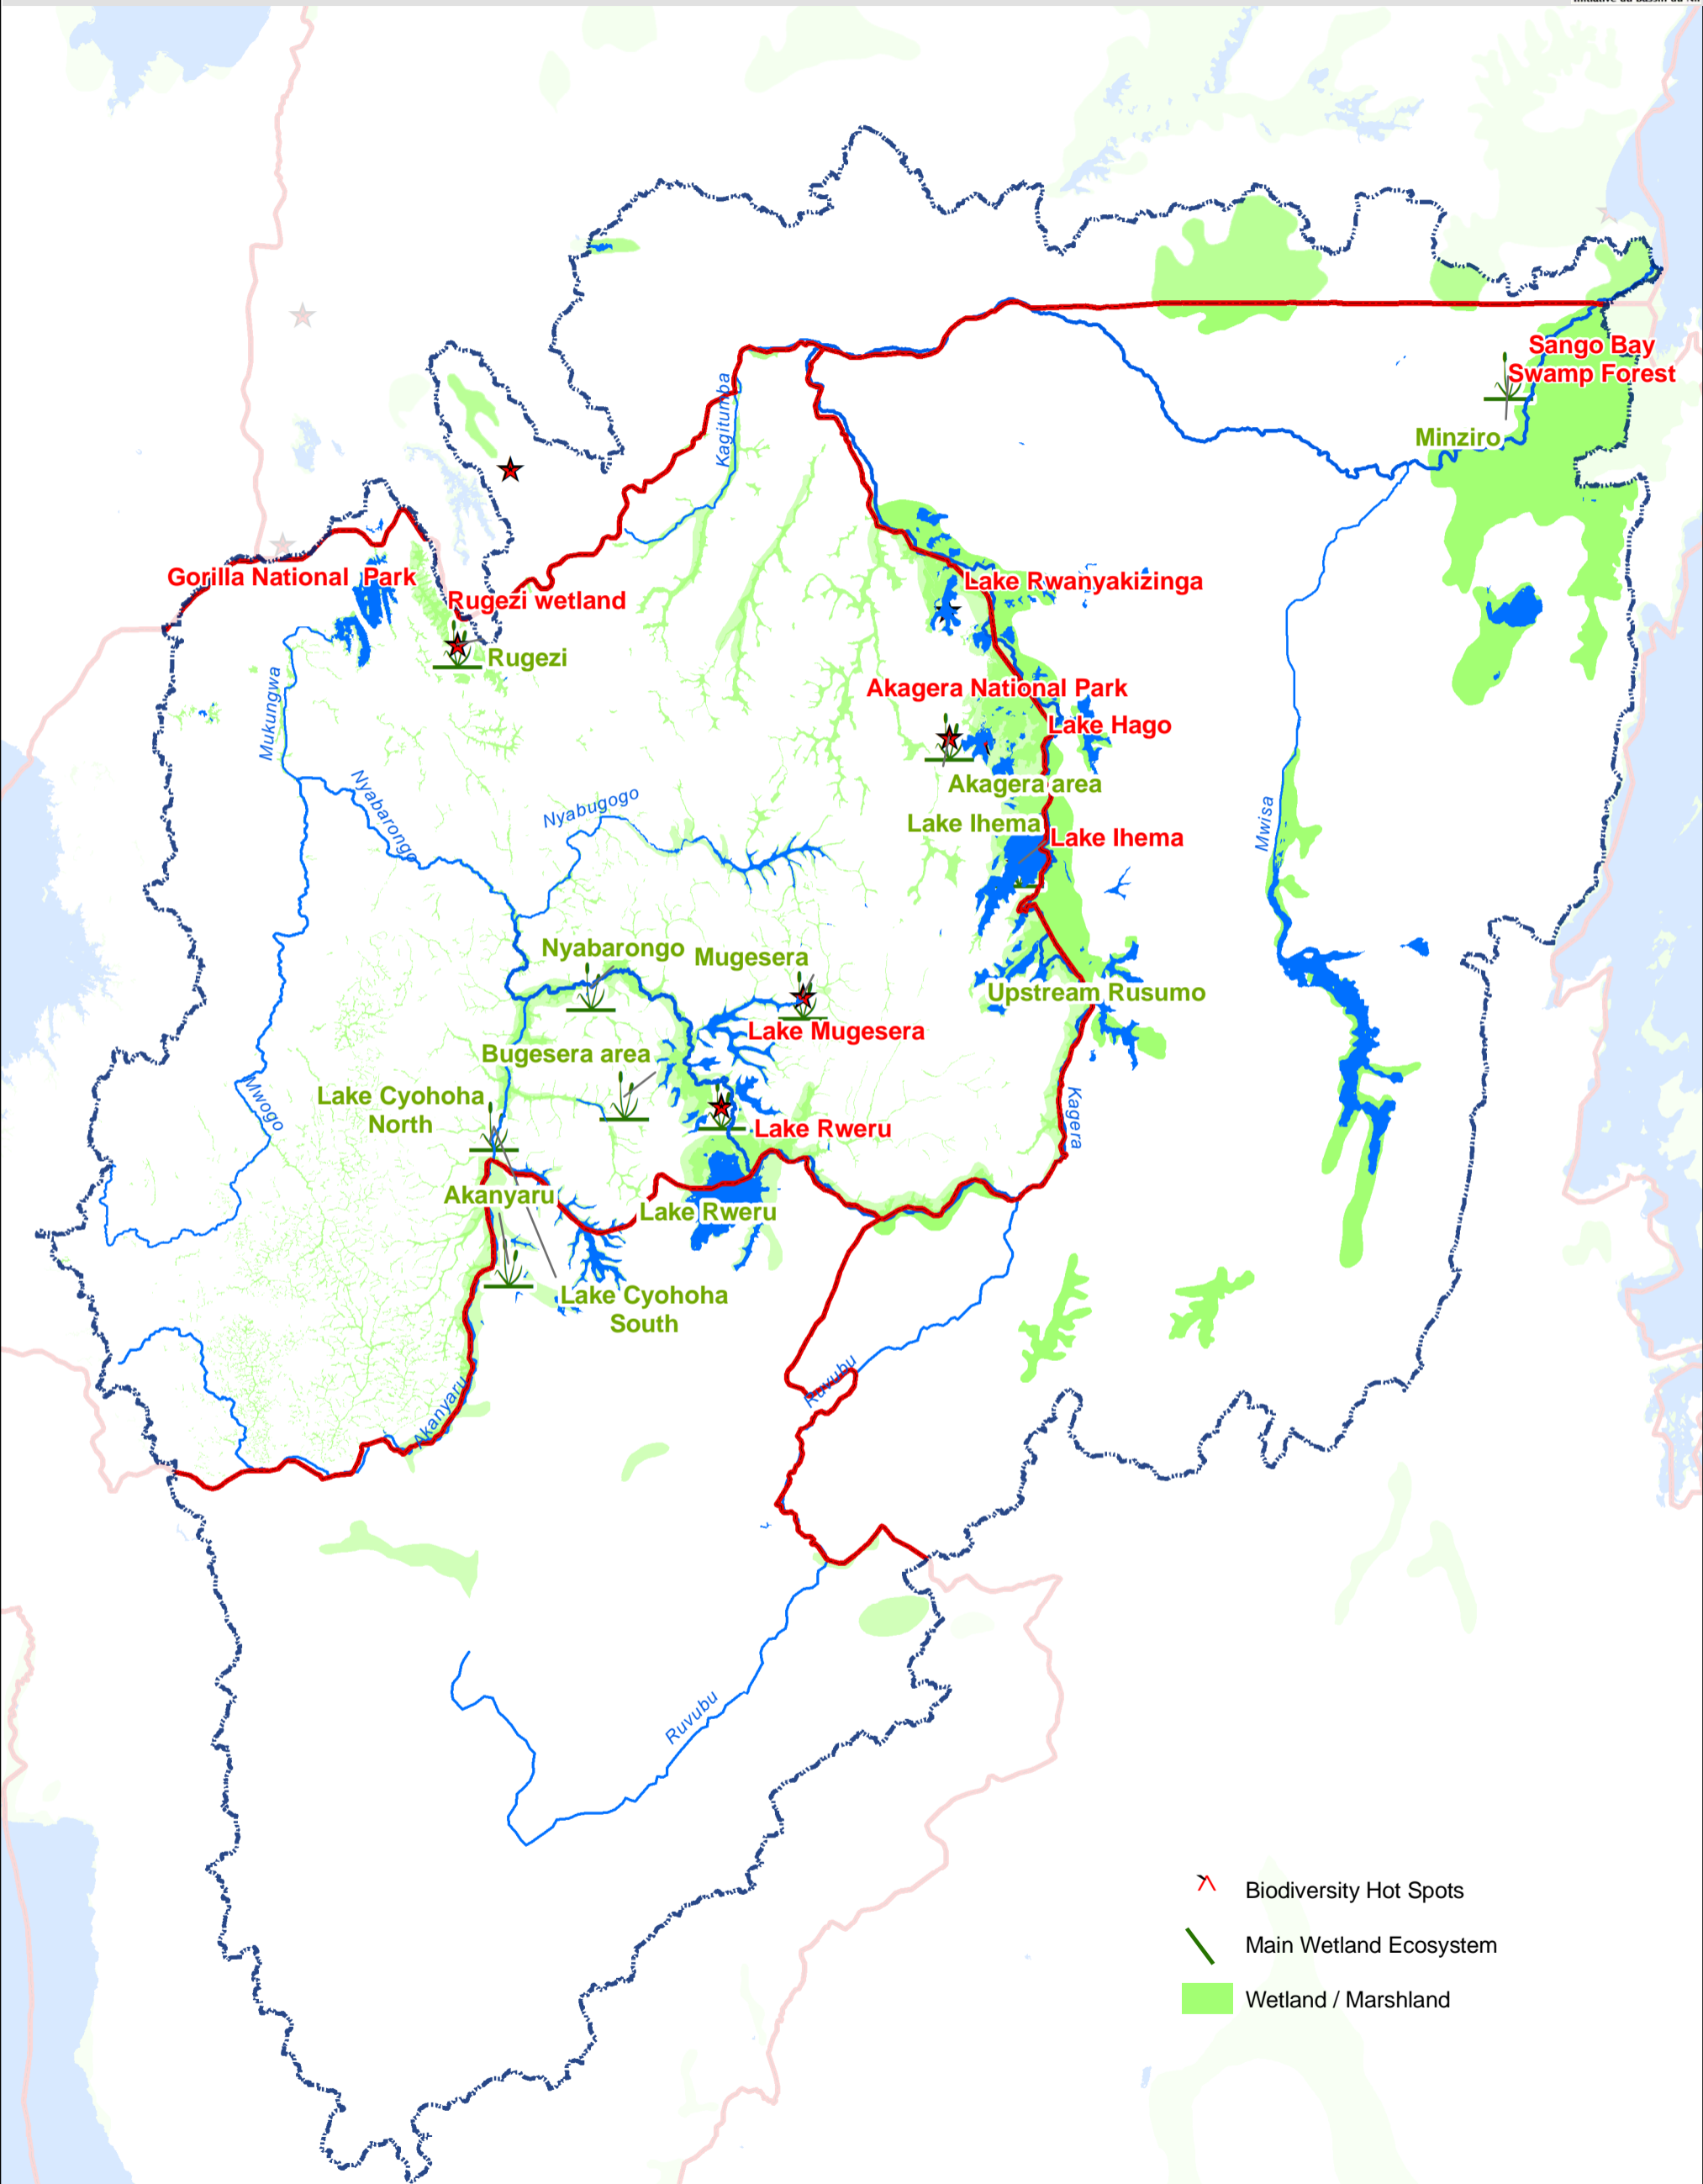 Kagitumba
Sango Bay
Swamp Forest
Minziro
Gorilla National Park
Lake Rwanyakizinga
Rugezi wetland
Rugezi
Mukungwa
Akagera National Park
Lake Hago
Nyabarongo
Nyabugogo
Akagera area
Lake Ihema
Lake Ihema
Mwisa
Nyabarongo
Mugesera
Upstream Rusumo
Lake Mugesera
Bugesera area
Lake Cyohoha
North
Mwogo
Kagera
Lake Rweru
Akanyaru
Lake Rweru
Lake Cyohoha
South
Ruvubu
Akanyaru
Ruvubu
Biodiversity Hot Spots
Main Wetland Ecosystem
Wetland / Marshland